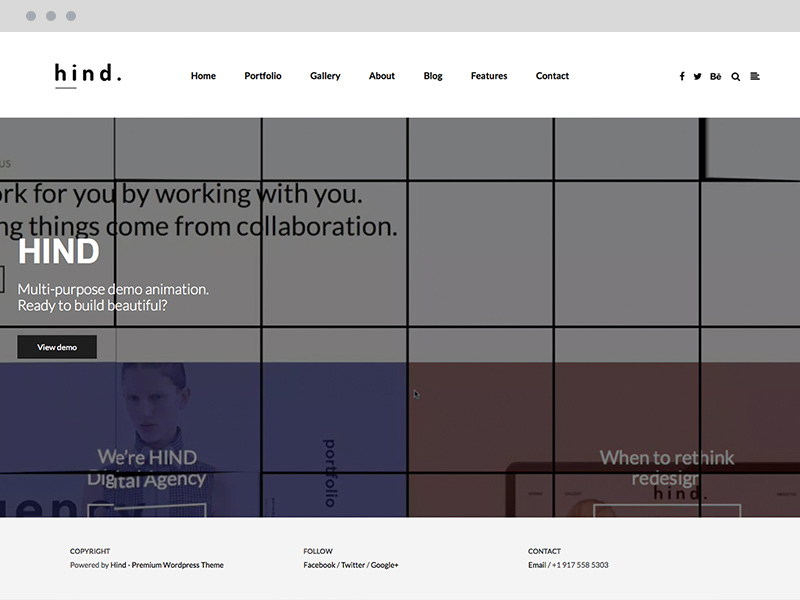 hind.
Home Portfolio Gallery About Blog Features Contact
Bē
US
ork for you by working with you.
ng things come from collaboration.
HIND
Multi-purpose demo animation.
Ready to build beautiful?
View demo
We're HIND
Digital Agency
portfolio
gency
When to rethink
redesign
hind.
COPYRIGHT
Powered by Hind - Premium Wordpress Theme
FOLLOW
Facebook / Twitter / Google+
CONTACT
Email / +1 917 558 5303